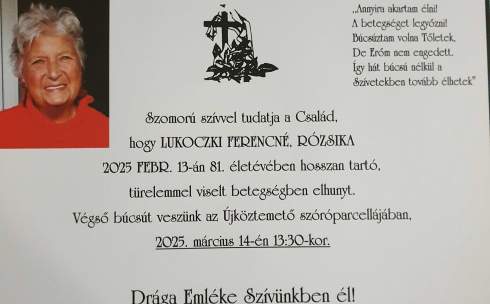 „Annyira akartam élni!
A betegséget legyőzni!
Búcsúztam volna Tőletek,
De Erőm nem engedett.
Így hát búcsú nélkül a
Szívetekben tovább élhetek"
Szomorú szívvel tudatja a Család,
hogy LUKOCZKI FERENCNÉ, RÓZSIKA
2025 FEBR. 13-án 81. életévében hosszan tartó,
türelemmel viselt betegségben elhunyt.
Végső búcsút veszünk az Újköztemető szóróparcellájában,
2025. március 14-én 13:30-kor.
Drága Emléke Szívünkben él!